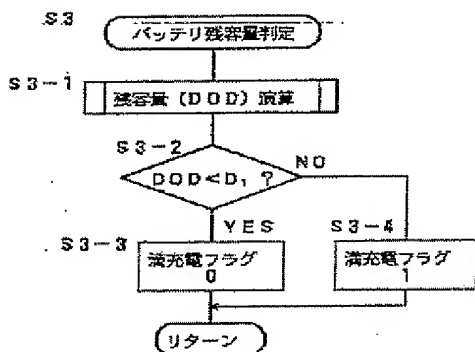 S3
バッテリ残容量判定
S3-1
残容量(DOD)演算
S3-2
DOD<D₁ ?
NO
YES
S3-3
満充電フラグ
0
S3-4
満充電フラグ
1
リターン